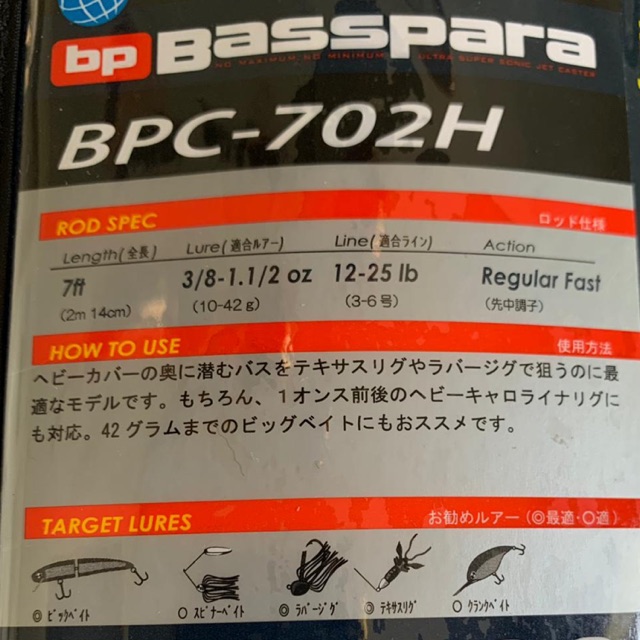 bp Basspara
NO MAXIMUM, NO MINIMUM ULTRA SUPER SONIC JET CASTER
BPC-702H
ROD SPEC ロッド仕様
Length(全長) Lure(適合ルアー) Line(適合ライン) Action
7ft 3/8-1.1/2 oz 12-25 lb Regular Fast
(2m 14cm) (10-42g) (3-6号) (先中調子)
HOW TO USE 使用方法
ヘビーカバーの奥に潜むバスをテキサスリグやラバージグで狙うのに最
適なモデルです。もちろん、1オンス前後のヘビーキャロライナリグに
も対応。42グラムまでのビッグベイトにもおススメです。
TARGET LURES お勧めルアー(◎最適・〇適)
◎ ビックベイト 〇 スピナーベイト ◎ ラバージグ ◎ テキサスリグ 〇 クランクベイト